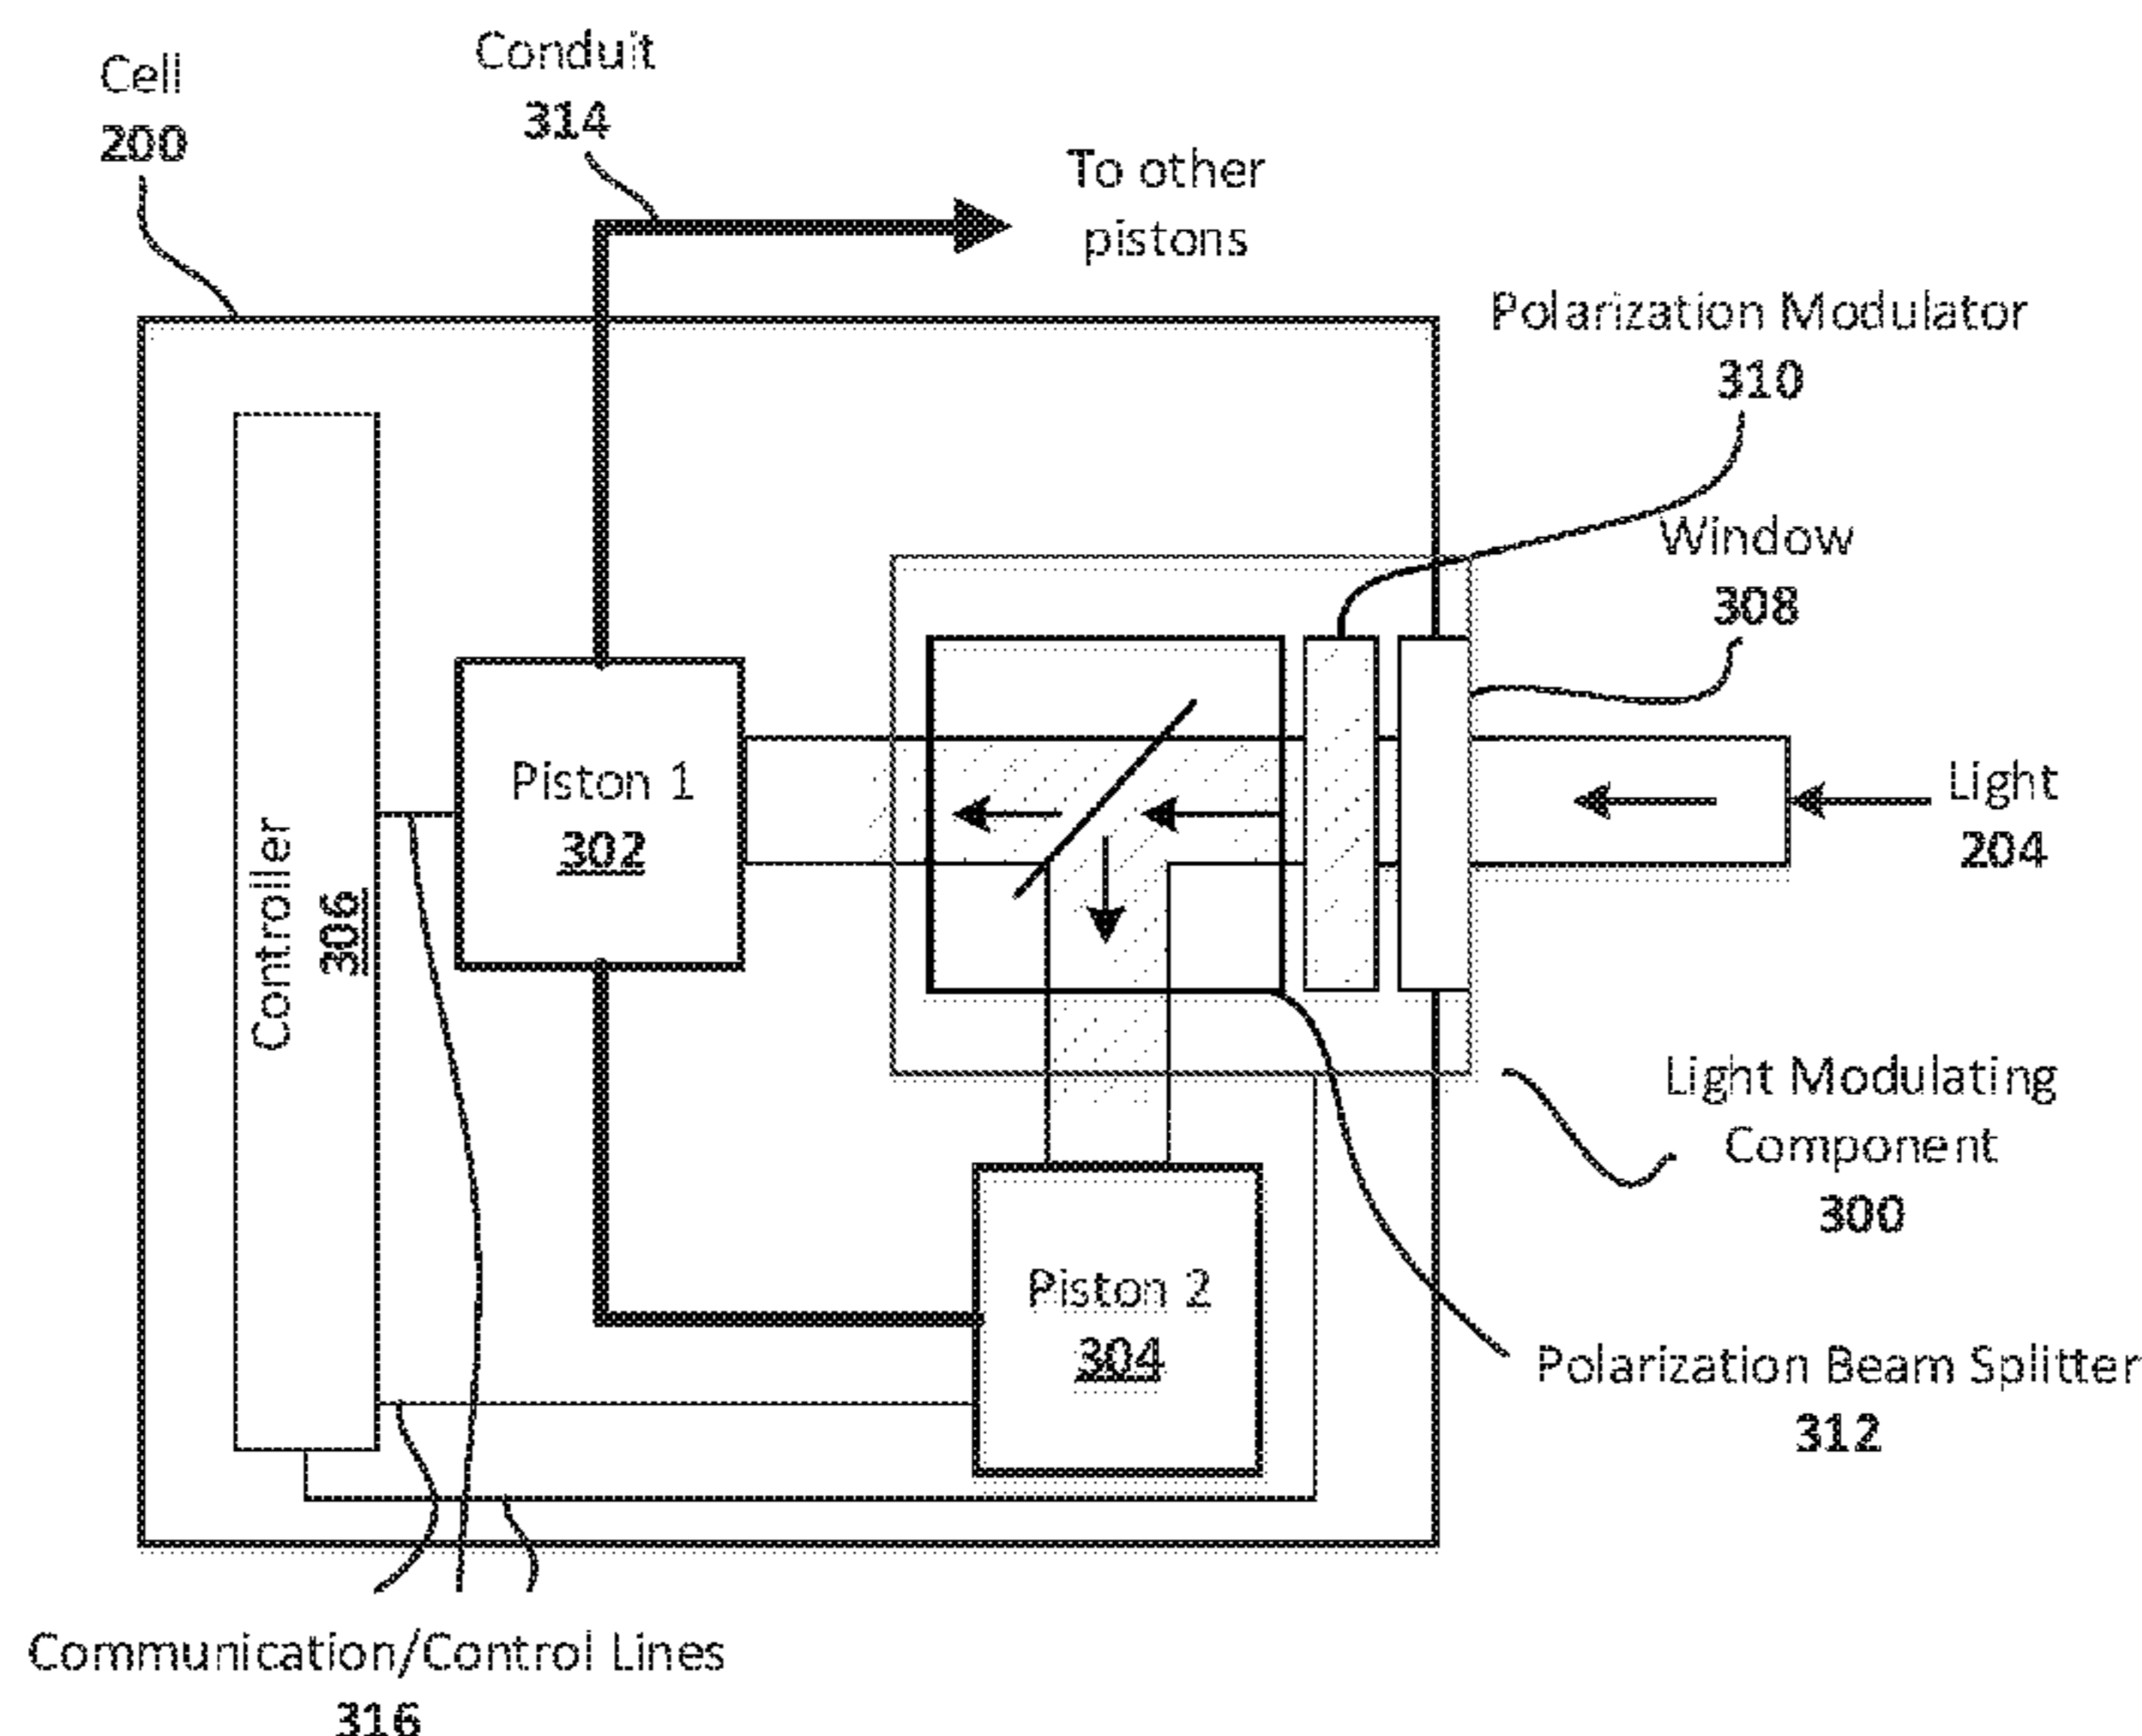 Cell
200
Conduit
314
To other
pistons
Polarization Modulator
310
Window
308
Piston 1
302
Light
204
Controller
306
Light Modulating
Component
300
Piston 2
304
Polarization Beam Splitter
312
Communication/Control Lines
316